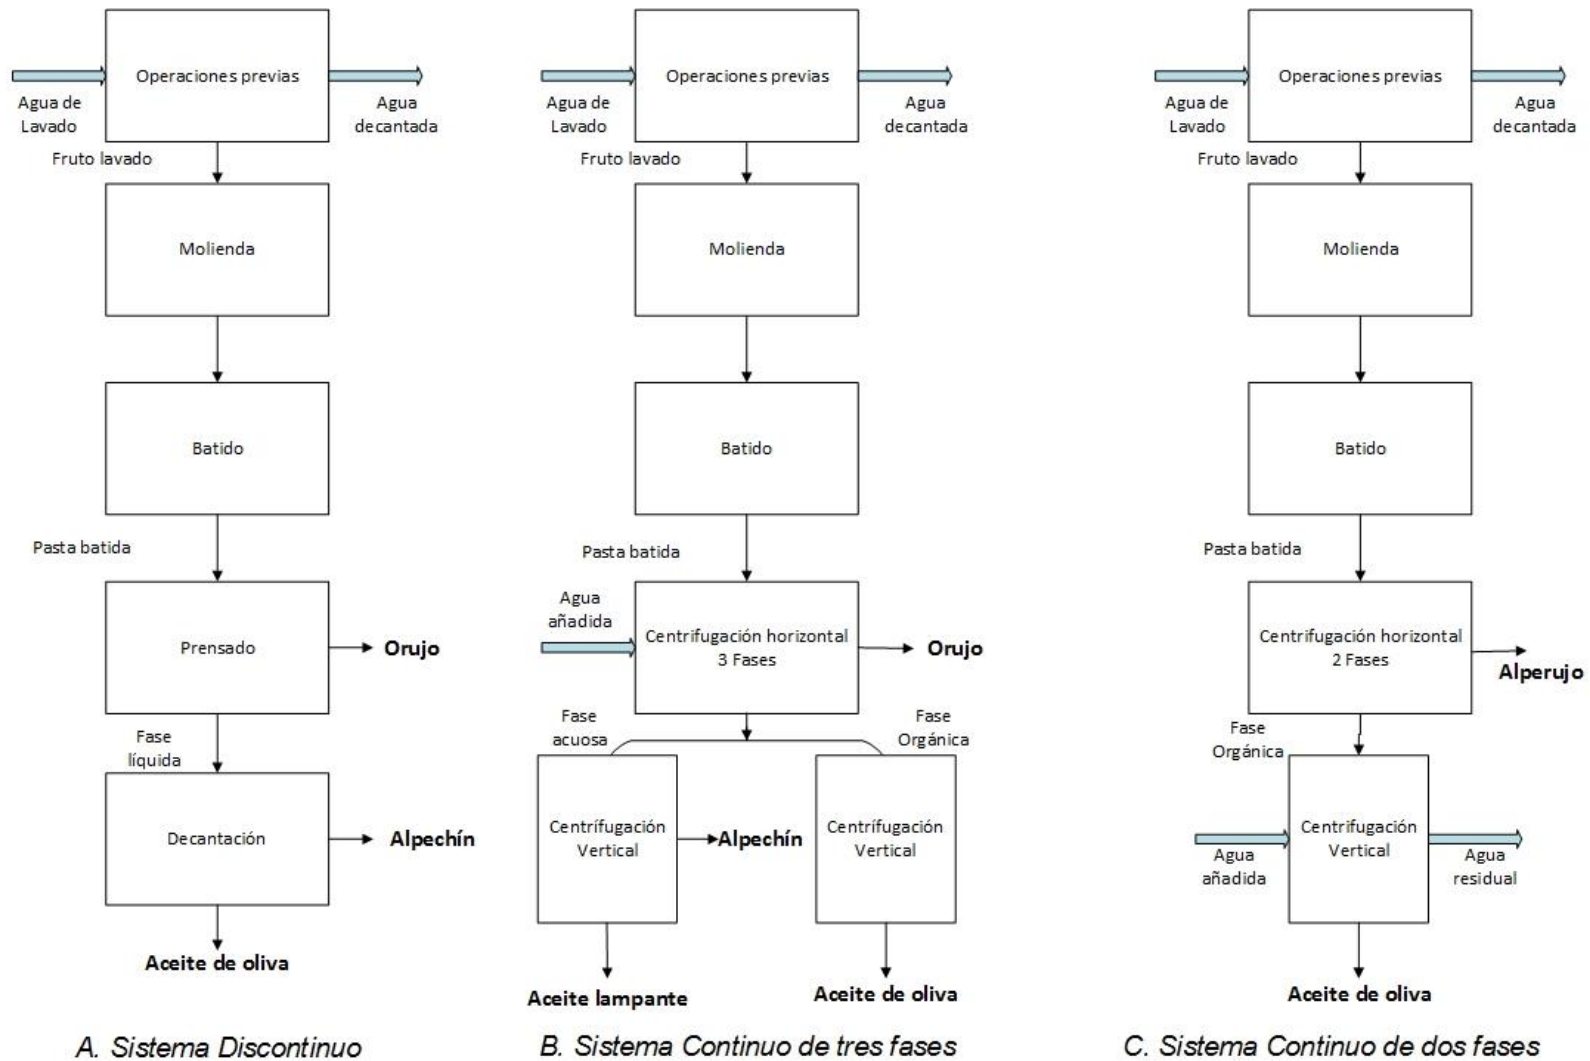 Operaciones previas
Agua de
Lavado
Agua
decantada
Fruto lavado
Molienda
Batido
Pasta batida
Prensado
Orujo
Fase
líquida
Decantación
Alpechín
Aceite de oliva
A. Sistema Discontinuo
Operaciones previas
Agua de
Lavado
Agua
decantada
Fruto lavado
Molienda
Batido
Pasta batida
Agua
añadida
Centrifugación horizontal
3 Fases
Orujo
Fase
acuosa
Fase
Orgánica
Centrífugación
Vertical
Alpechín
Centrífugación
Vertical
Aceite lampante
Aceite de oliva
B. Sistema Continuo de tres fases
Operaciones previas
Agua de
Lavado
Agua
decantada
Fruto lavado
Molienda
Batido
Pasta batida
Centrifugación horizontal
2 Fases
Alperujo
Fase
Orgánica
Centrifugación
Vertical
Agua
añadida
Agua
residual
Aceite de oliva
C. Sistema Continuo de dos fases